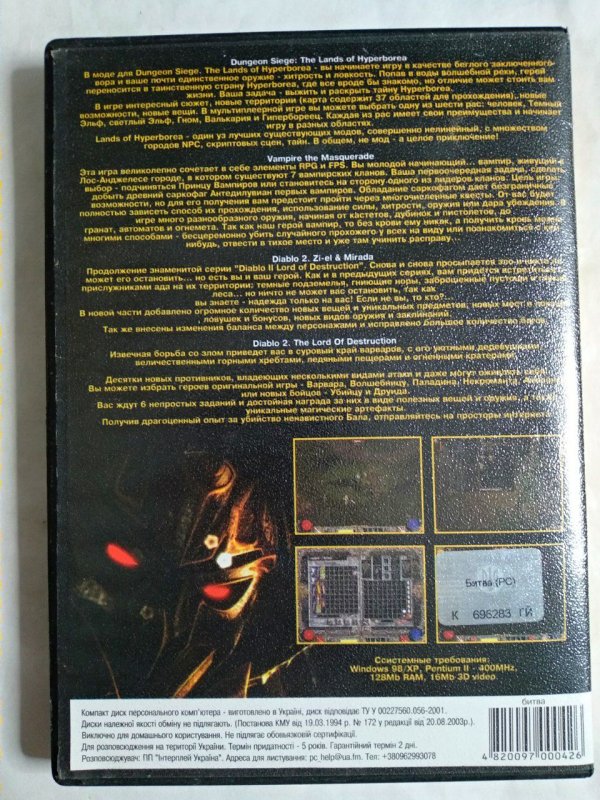 Dungeon Siege: The Lands of Hyperborea
В моде для Dungeon Siege. The Lands of Hyperborea - вы начинаете игру в качестве беглого заключенного-
вора и ваше почти единственное оружие - хитрость и ловкость. Попав в воды волшебной реки, герой
переносится в таинственную страну Hyperborea, где все вроде бы знакомо, но отличие может стоить вам
жизни. Ваша задача - выжить и раскрыть тайну Hyperborea.
В игре интересный сюжет, новые территории (карта содержит 37 областей для прохождения), новые
возможности, новые вещи. В мультиплеерной игре вы можете выбрать одну из шести рас: человек, Темный
Эльф, светлый Эльф, Гном, Валькария и Гипербореец. Каждая из рас имеет свои преимущества и начинает
игру в разных областях.
Lands of Hyperborea - один уз лучших существующих модов, совершенно нелинейный, с множеством
городов NPC, скриптовых сцен, тайн. В общем, не мод - а целое приключение!
Vampire the Masquerade
Эта игра великолепно сочетает в себе элементы RPG и FPS. Вы молодой начинающий... вампир, живущий в
Лос-Анджелесе городе, в котором существуют 7 вампирских кланов. Ваша первоочередная задача, сделать
выбор - подчиняться Принцу Вампиров или становитесь на сторону одного из лидеров кланов. Цель игры
добыть древний саркофаг Антедилувиан первых вампиров. Обладание саркофагом дает безграничные
возможности, но для его получения вам предстоит пройти через многочисленные квесты. От вас будет
полностью зависеть способ их прохождения, использование силы, хитрости, оружия или дара убеждения. В
игре много разнообразного оружия, начиная от кастетов, дубинок и пистолетов, до
гранат, автоматов и огнемета. Так как наш герой вампир, то без крови ему никак, а получить кровь можно
многими способами - бесцеремонно убить случайного прохожего у всех на виду или познакомиться с кем-
нибудь, отвести в тихое место и уже там учинить расправу...
Diablo 2. Zi-el & Mirada
Продолжение знаменитой серии "Diablo II Lord of Destruction". Снова и снова просыпается зло и никто не
может его остановить... но есть вы и ваш герой. Как и в предыдущих сериях, вам придется встретиться с
прислужниками ада на их территории: темные подземелья, гниющие норы, заброшенные пустоши и темные
леса... но ничто не может вас остановить, так как
вы знаете - надежда только на вас! Если не вы, то кто?...
В новой части добавлено огромное количество новых вещей и уникальных предметов, новых мест и тайных
ловушек и бонусов, новых видов оружия и заклинаний.
Так же внесены изменения баланса между персонажами и исправлено большое количество багов.
Diablo 2. The Lord Of Destruction
Извечная борьба со злом приведет вас в суровый край варваров, с его уютными деревушками
величественными горными хребтами, ледяными пещерами и огненными кратерами.
Десятки новых противников, владеющих несколькими видами атаки и даже могут оживлять себя.
Вы можете избрать героев оригинальной игры - Варвара, Волшебницу, Паладина, Некроманта, Амазонку
или новых бойцов - Убийцу и Друида.
Вас ждут 6 непростых заданий и достойная награда за них в виде полезных вещей и оружия, а также
уникальные магические артефакты.
Получив драгоценный опыт за убийство ненавистного Бала, отправляйтесь на просторы интернета.
Битва (PC)
К 696283 ГЙ
Ссистемные требования:
Windows 98/XP, Pentium II - 400MHz,
128Mb RAM, 16Mb 3D video.
Компакт диск персонального комп'ютера - виготовлено в Україні, диск відповідає ТУ У 00227560.056-2001.
Диски належної якості обміну не підлягають. (Постанова КМУ від 19.03.1994 р. № 172 у редакції від 20.08.2003р.).
Виключно для домашнього користування. Не підлягає обовязевій сертифікації.
Для розповсюдження на території України. Термін придатності - 5 років. Гарантійний термін 2 дні.
Розповсюджувач: ПП "Інтерплей Україна". Адреса для листування: pc_help@ua.fm. Тел: +380962993078
битва
4 820097 000426